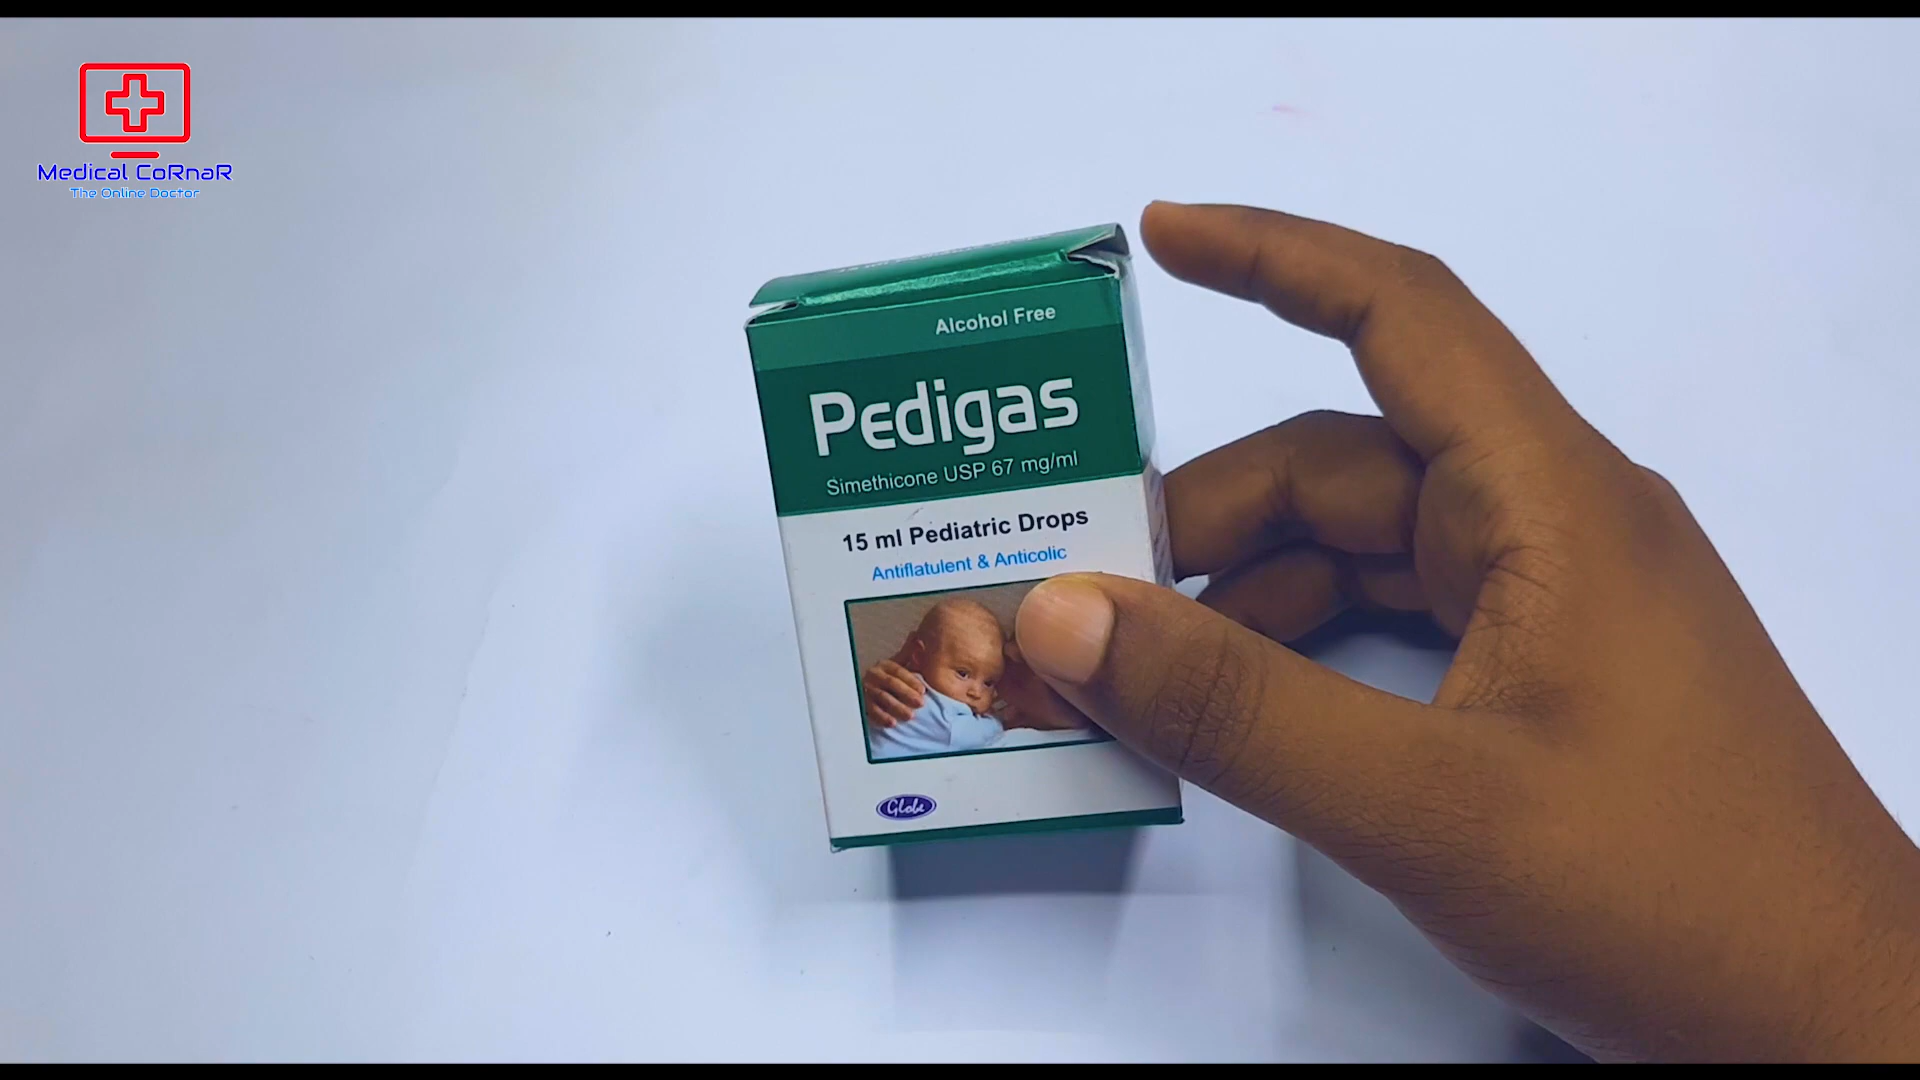 Medical CoRnaR
The Online Doctor
Alcohol Free
Pedigas
Simethicone USP 67 mg/ml
15 ml Pediatric Drops
Antiflatulent & Anticolic
Globe